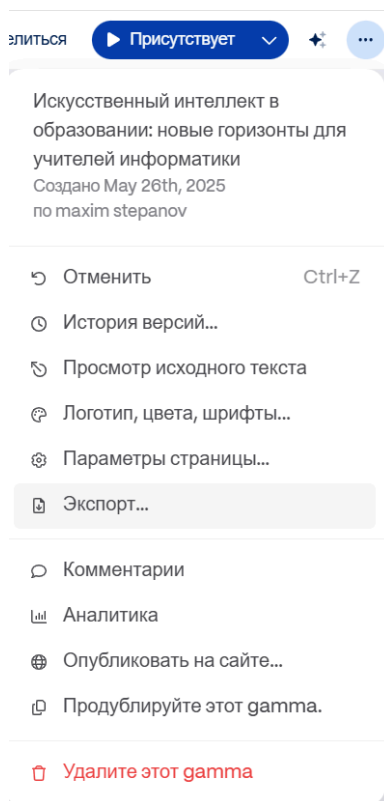 елиться
Присутствует
Искусственный интеллект в
образовании: новые горизонты для
учителей информатики
Создано May 26th, 2025
по maxim stepanov
Отменить Ctrl+Z
История версий...
Просмотр исходного текста
Логотип, цвета, шрифты...
Параметры страницы...
Экспорт...
Комментарии
Аналитика
Опубликовать на сайте...
Продублируйте этот gamma.
Удалите этот gamma